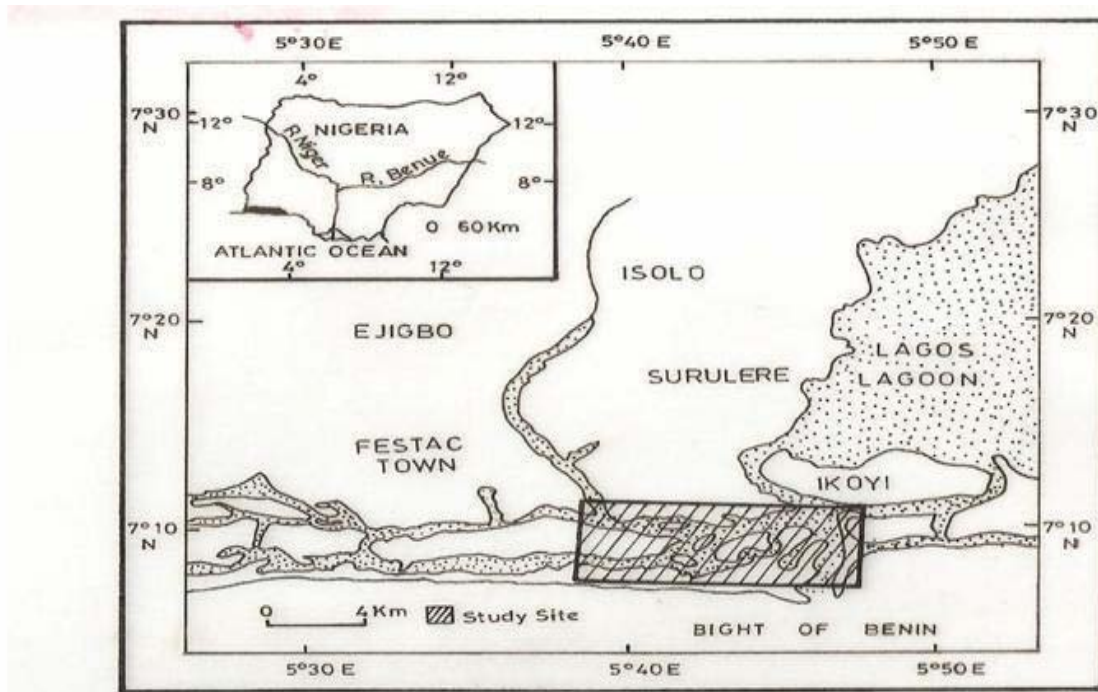 5°30 E 5°40 E 5°50 E
4° 12°
7°30 N 7°30 N
12° NIGERIA 12°
R. Niger
R. Benue
8° 8°
0 60Km
ATLANTIC OCEAN
4° 12°
ISOLO
7°20 N EJIGBO 7°20 N
LAGOS
LAGOON
SURULERE
FESTAC
TOWN
IKOYI
7°10 N 7°10 N
0 4Km Study Site
BIGHT OF BENIN
5°30 E 5°40 E 5°50 E